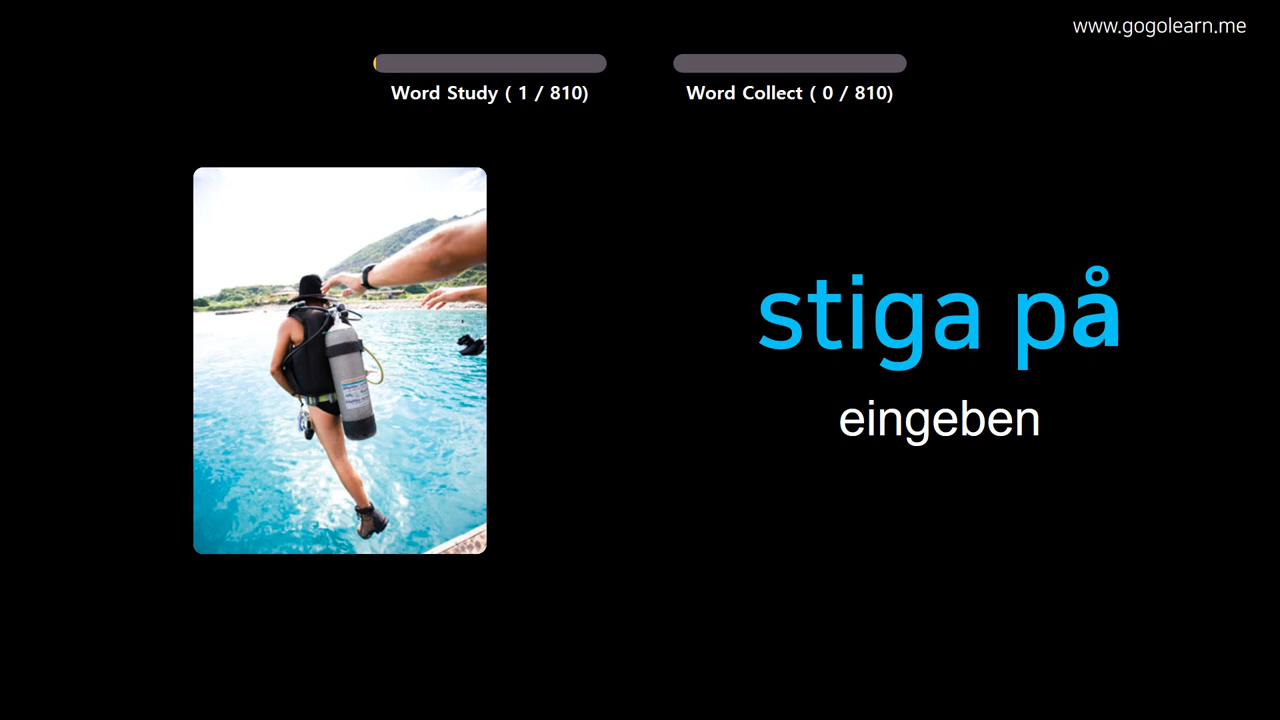 www.gogolearn.me
Word Study ( 1 / 810)
Word Collect ( 0 / 810)
stiga på
eingeben